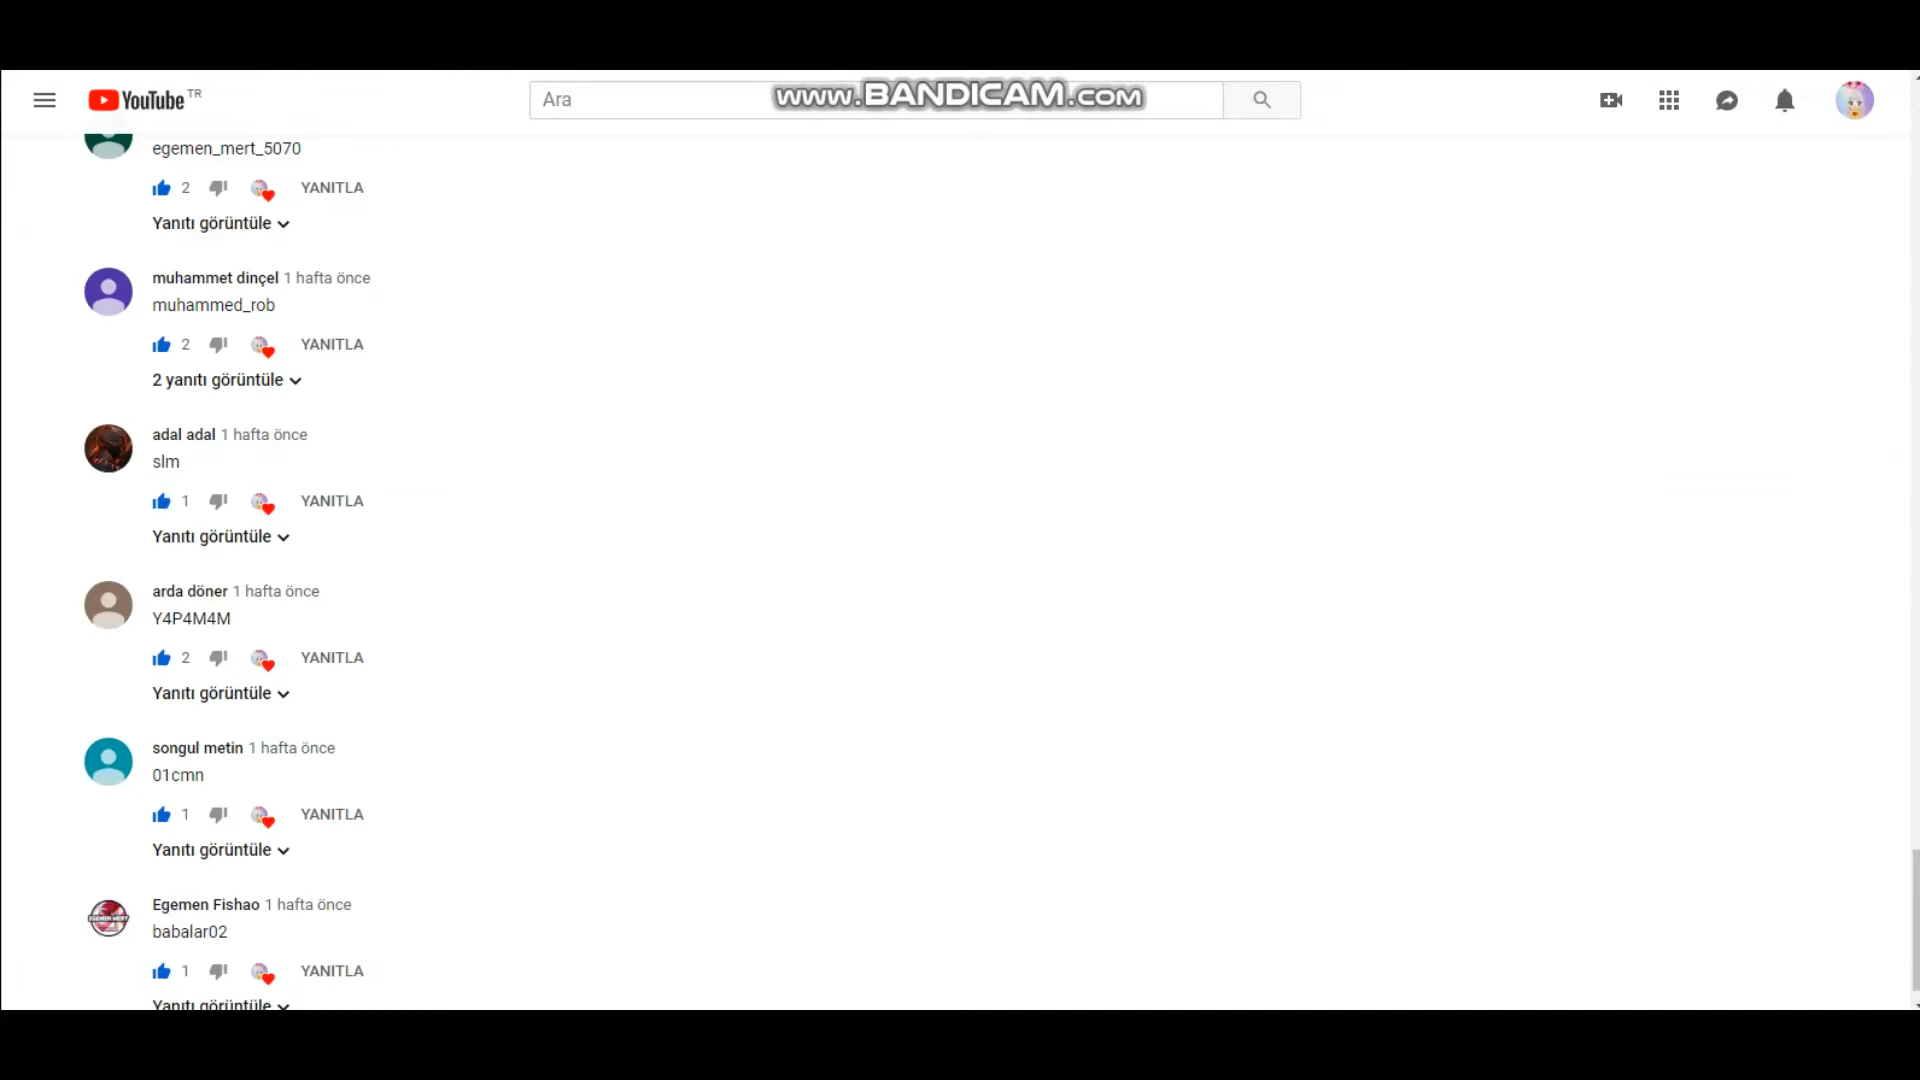 YouTube TR
Ara
www.BANDICAM.com
egemen_mert_5070
2 YANITLA
Yanıtı görüntüle
muhammet dinçel 1 hafta önce
muhammed_rob
2 YANITLA
2 yanıtı görüntüle
adal adal 1 hafta önce
slm
1 YANITLA
Yanıtı görüntüle
arda döner 1 hafta önce
Y4P4M4M
2 YANITLA
Yanıtı görüntüle
songul metin 1 hafta önce
01cmn
1 YANITLA
Yanıtı görüntüle
Egemen Fishao 1 hafta önce
babalar02
1 YANITLA
Yanıtı görüntüle